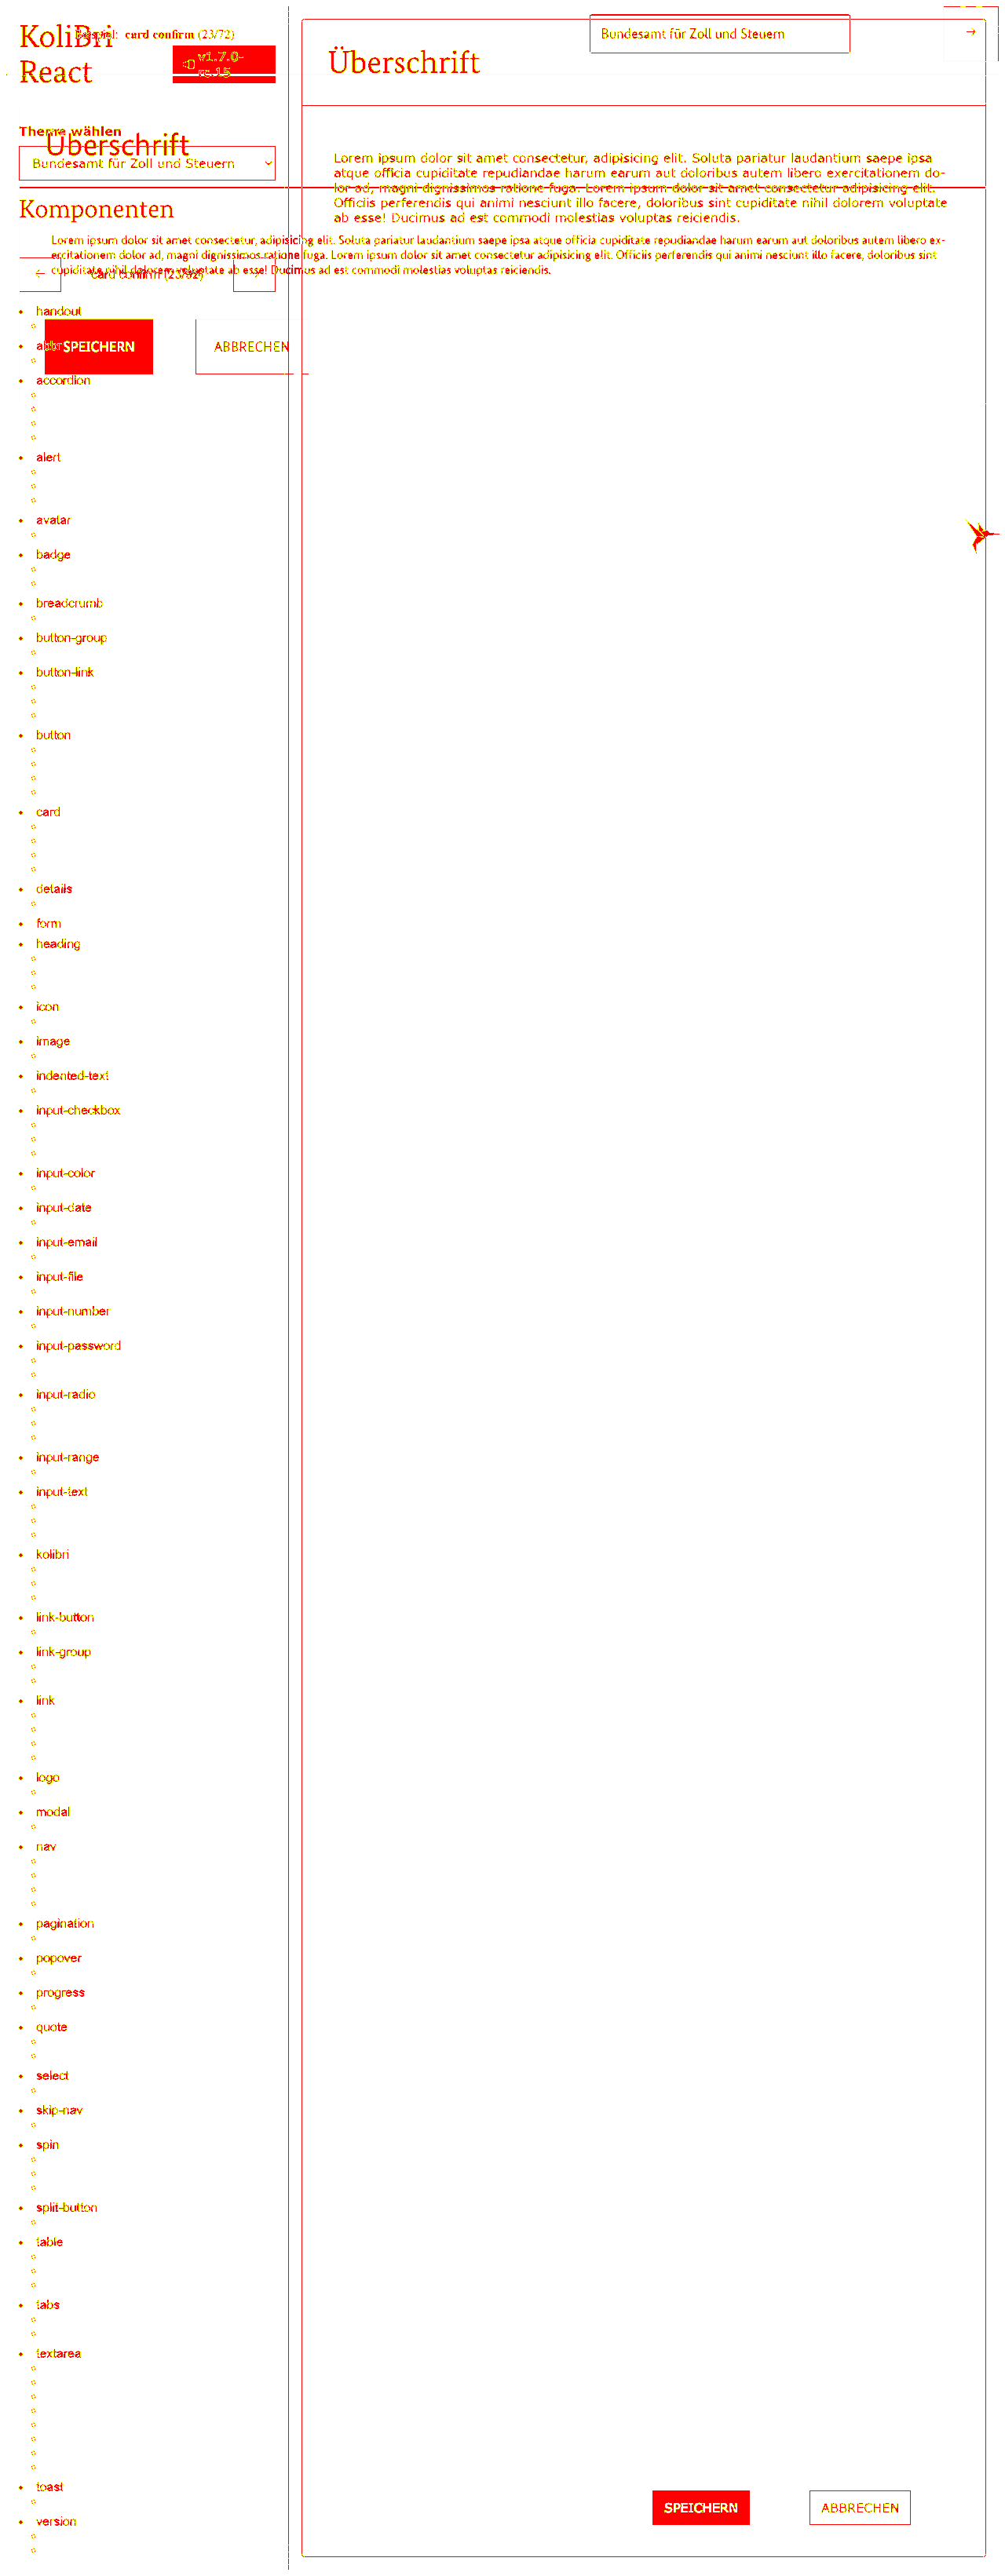 KoliBri
React
card confirm (23/72)
v1.7.0-
rc.15
Bundesamt für Zoll und Steuern
→
Überschrift
Theme wählen
Bundesamt für Zoll und Steuern
Überschrift
Komponenten
Lorem ipsum dolor sit amet consectetur, adipisicing elit. Soluta pariatur laudantium saepe ipsa
atque officia cupiditate repudiandae harum earum aut doloribus autem libero exercitationem do-
lor ad, magni dignissimos ratione fuga. Lorem ipsum dolor sit amet consectetur adipisicing elit.
Officiis perferendis qui animi nesciunt illo facere, doloribus sint cupiditate nihil dolorem voluptate
ab esse! Ducimus ad est commodi molestias voluptas reiciendis.
Lorem ipsum dolor sit amet consectetur, adipisicing elit. Soluta pariatur laudantium saepe ipsa atque officia cupiditate repudiandae harum earum aut doloribus autem libero ex-
ercitationem dolor ad, magni dignissimos ratione fuga. Lorem ipsum dolor sit amet consectetur adipisicing elit. Officiis perferendis qui animi nesciunt illo facere, doloribus sint
cupiditate nihil dolorem voluptate ab esse! Ducimus ad est commodi molestias voluptas reiciendis.
←
handout
SPEICHERN
ABBRECHEN
accordion
alert
avatar
badge
breadcrumb
button-group
button-link
button
card
details
form
heading
icon
image
indented-text
input-checkbox
input-color
input-date
input-email
input-file
input-number
input-password
input-radio
input-range
input-text
kolibri
link-button
link-group
link
logo
modal
nav
pagination
popover
progress
quote
select
skip-nav
spin
split-button
table
tabs
textarea
toast
version
SPEICHERN
ABBRECHEN